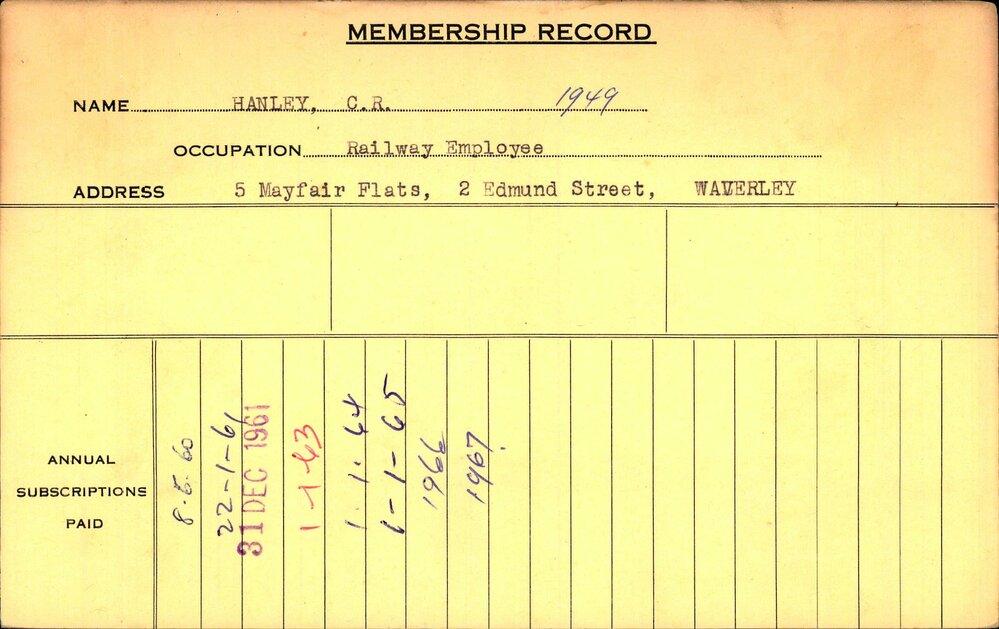 MEMBERSHIP RECORD
NAME HANLEY, C.R. 1949
OCCUPATION Railway Employee
ADDRESS 5 Mayfair Flats, 2 Edmund Street, WAVERLEY
ANNUAL
SUBSCRIPTIONS
PAID
8.5.60
22-1-61
31 DEC 1961
1-1-63
1.1.64
1-1-65
1966
1967